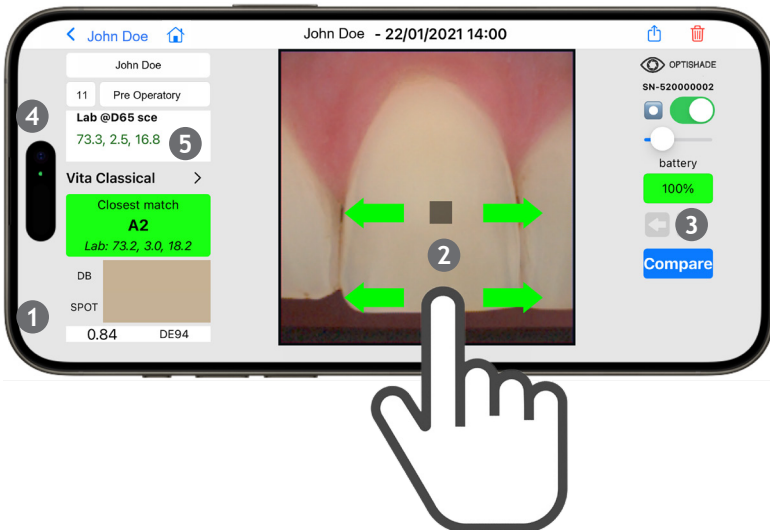 John Doe
John Doe - 22/01/2021 14:00
John Doe
11 Pre Operatory
Lab @D65 sce
73.3, 2.5, 16.8
4
5
Vita Classical >
Closest match
A2
Lab: 73.2, 3.0, 18.2
DB
SPOT
1
0.84 DE94
2
OPTISHADE
SN-520000002
battery
100%
3
Compare